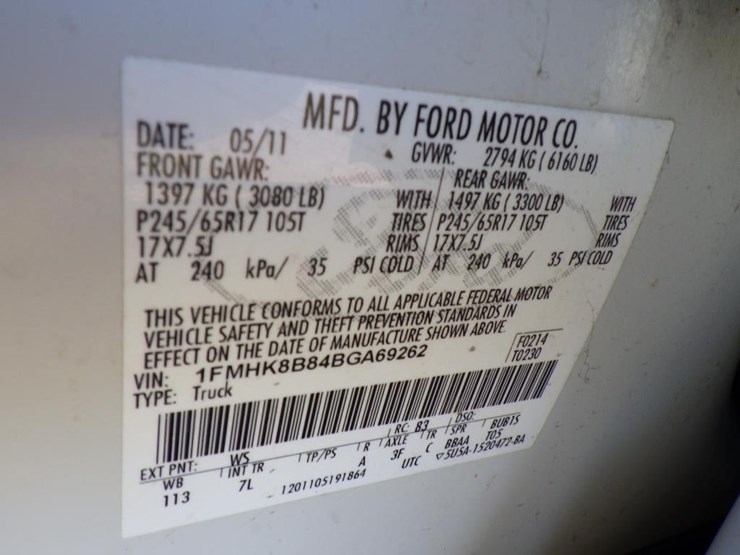 MFD. BY FORD MOTOR CO.
DATE: 05/11 GVWR: 2794 KG ( 6160 LB)
FRONT GAWR: REAR GAWR:
1397 KG ( 3080 LB) WITH 1497 KG ( 3300 LB) WITH
P245/65R17 105T TIRES P245/65R17 105T TIRES
17X7.5J RIMS 17X7.5J RIMS
AT 240 kPa/ 35 PSI COLD AT 240 kPa/ 35 PSI COLD
THIS VEHICLE CONFORMS TO ALL APPLICABLE FEDERAL MOTOR
VEHICLE SAFETY AND THEFT PREVENTION STANDARDS IN
EFFECT ON THE DATE OF MANUFACTURE SHOWN ABOVE.
VIN: 1FMHK8B84BGA69262 F0214
TYPE: Truck T0230
EXT PNT: WS RC: B3 DSO:
WB INT TR TP/PS R AXLE TR SPR BUB1S
113 7L A 3F C BBAA T05
1201105191864 UTC ▽5U5A-1520472-BA